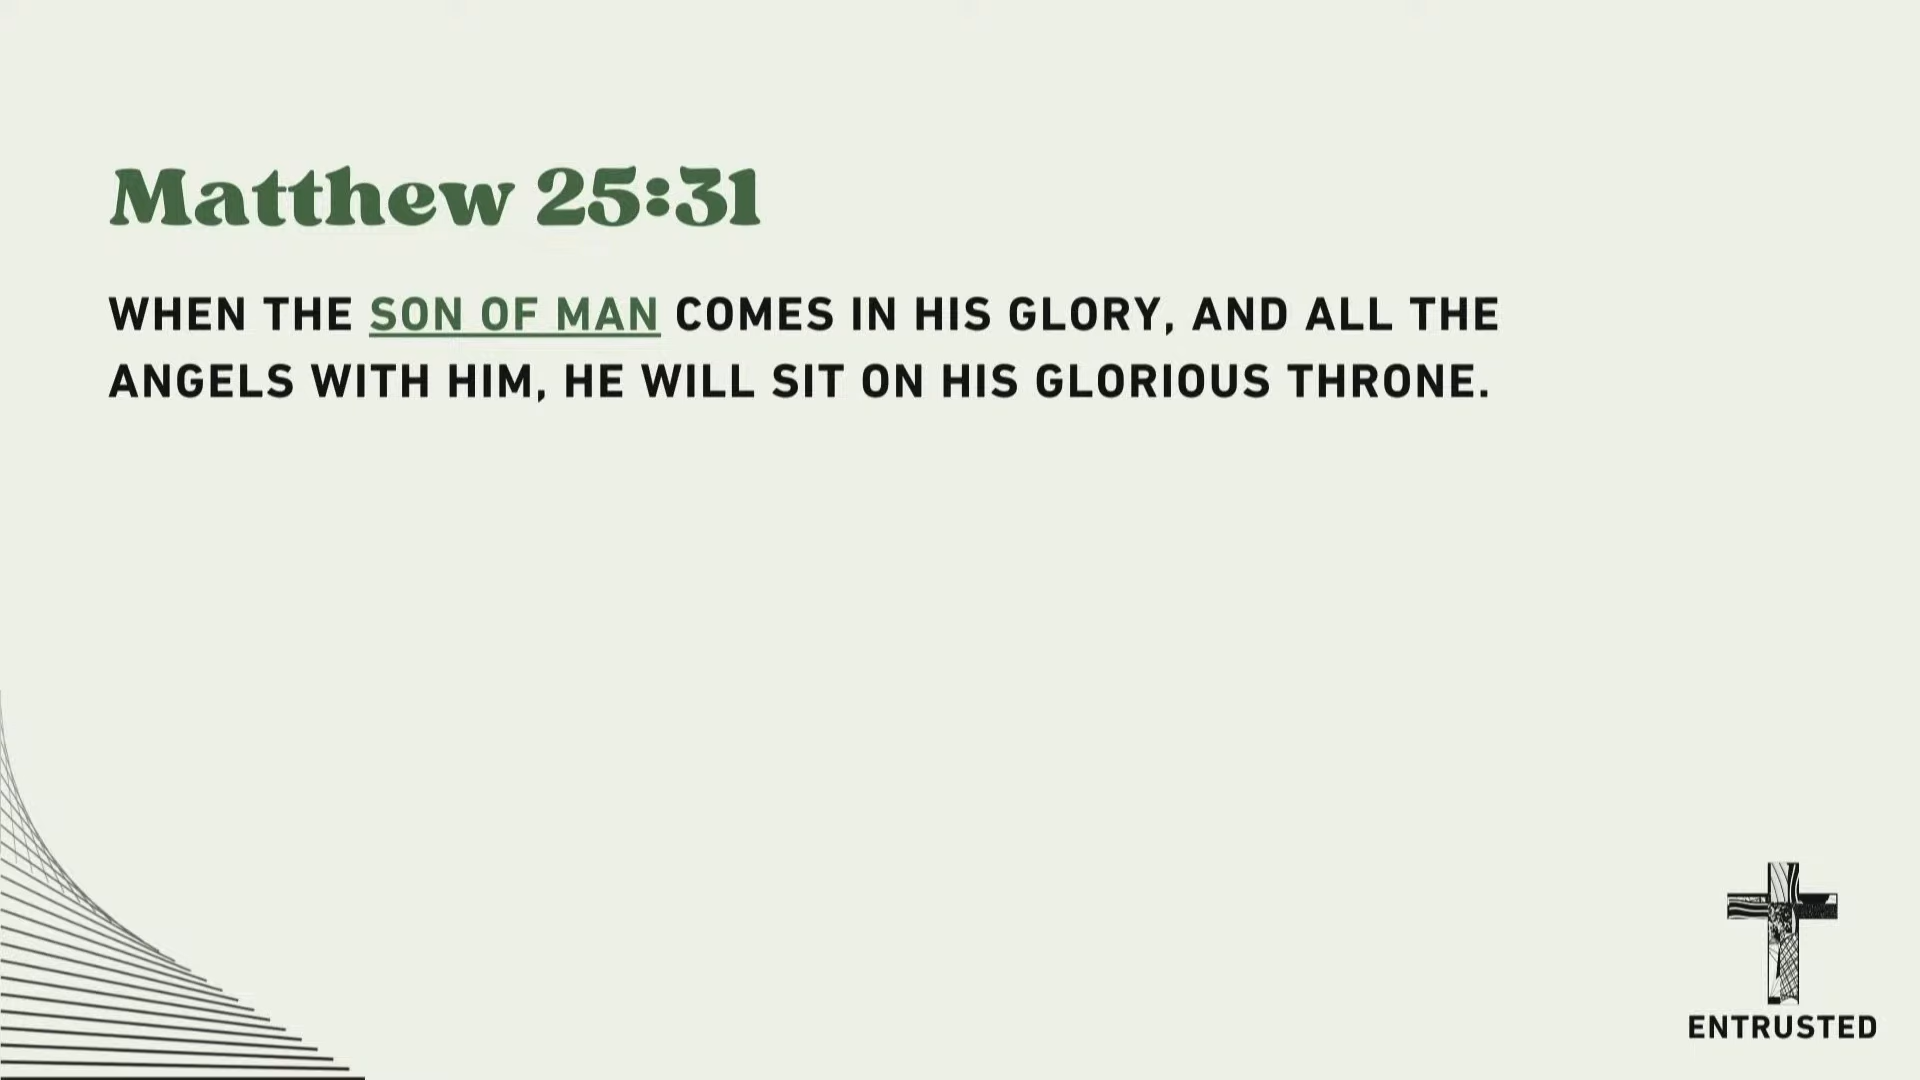 Matthew 25:31
WHEN THE SON OF MAN COMES IN HIS GLORY, AND ALL THE
ANGELS WITH HIM, HE WILL SIT ON HIS GLORIOUS THRONE.
ENTRUSTED